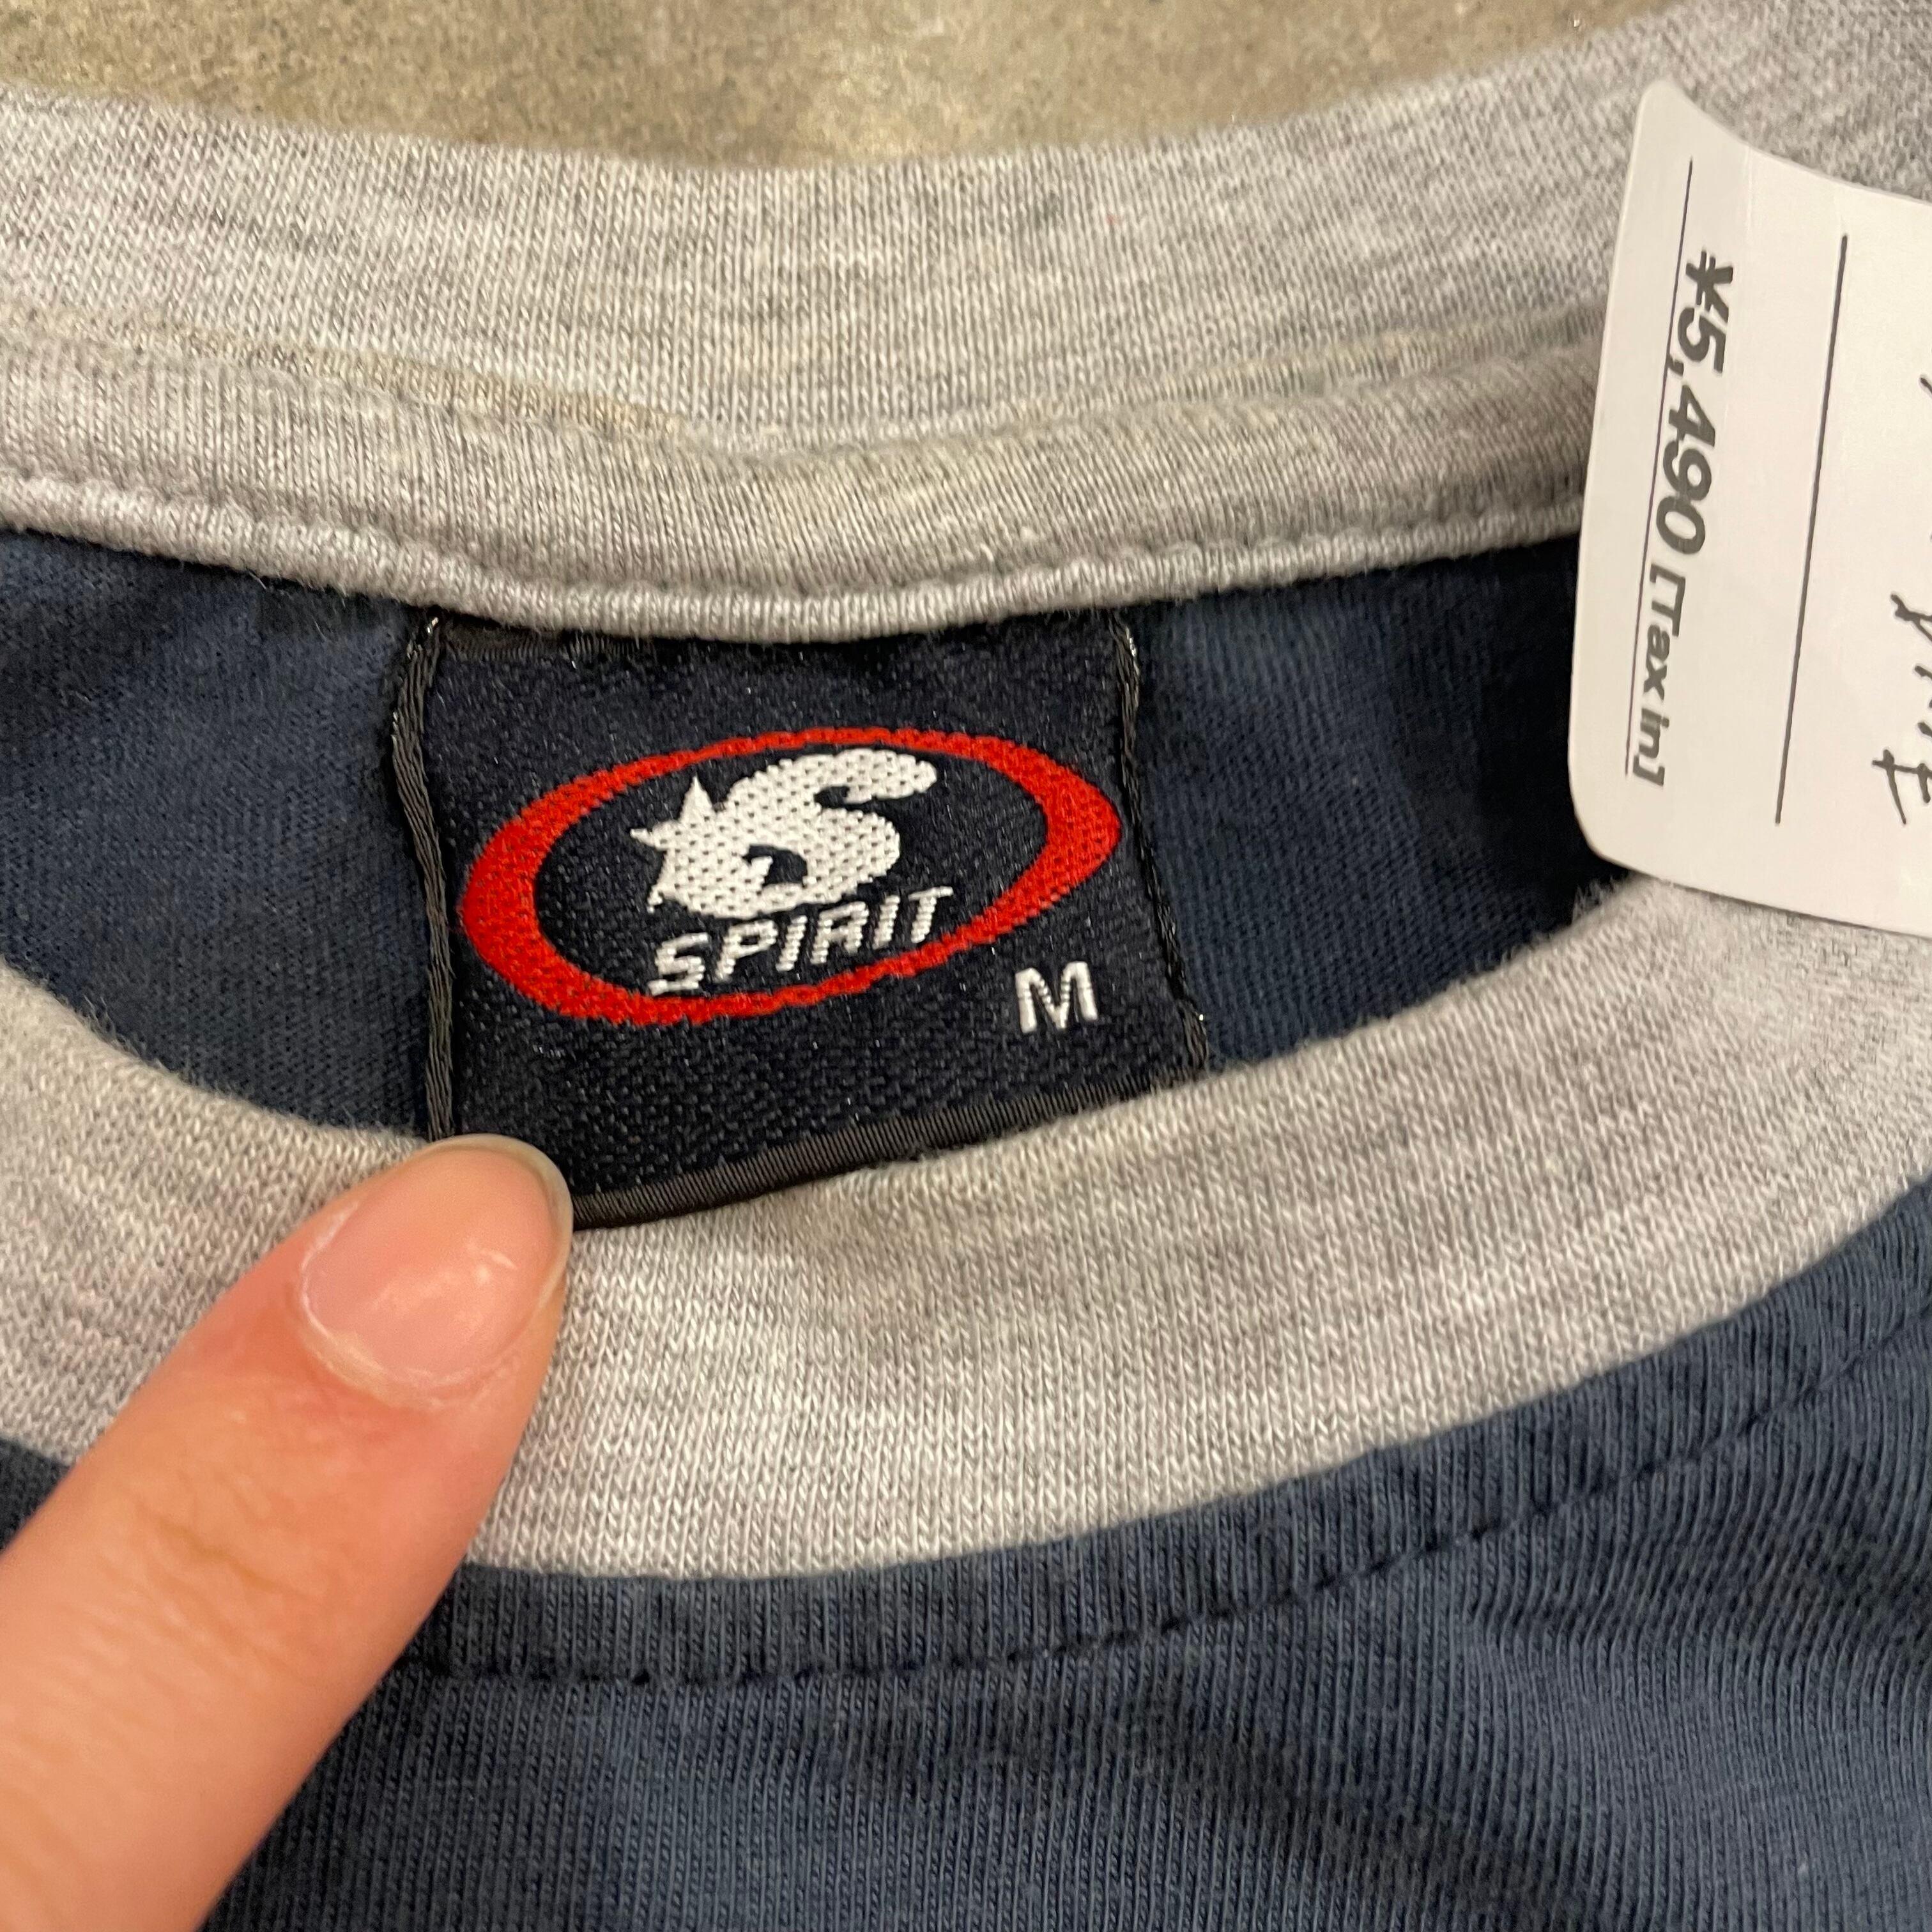 S
SPIRIT
M
¥5,490 [Tax in]